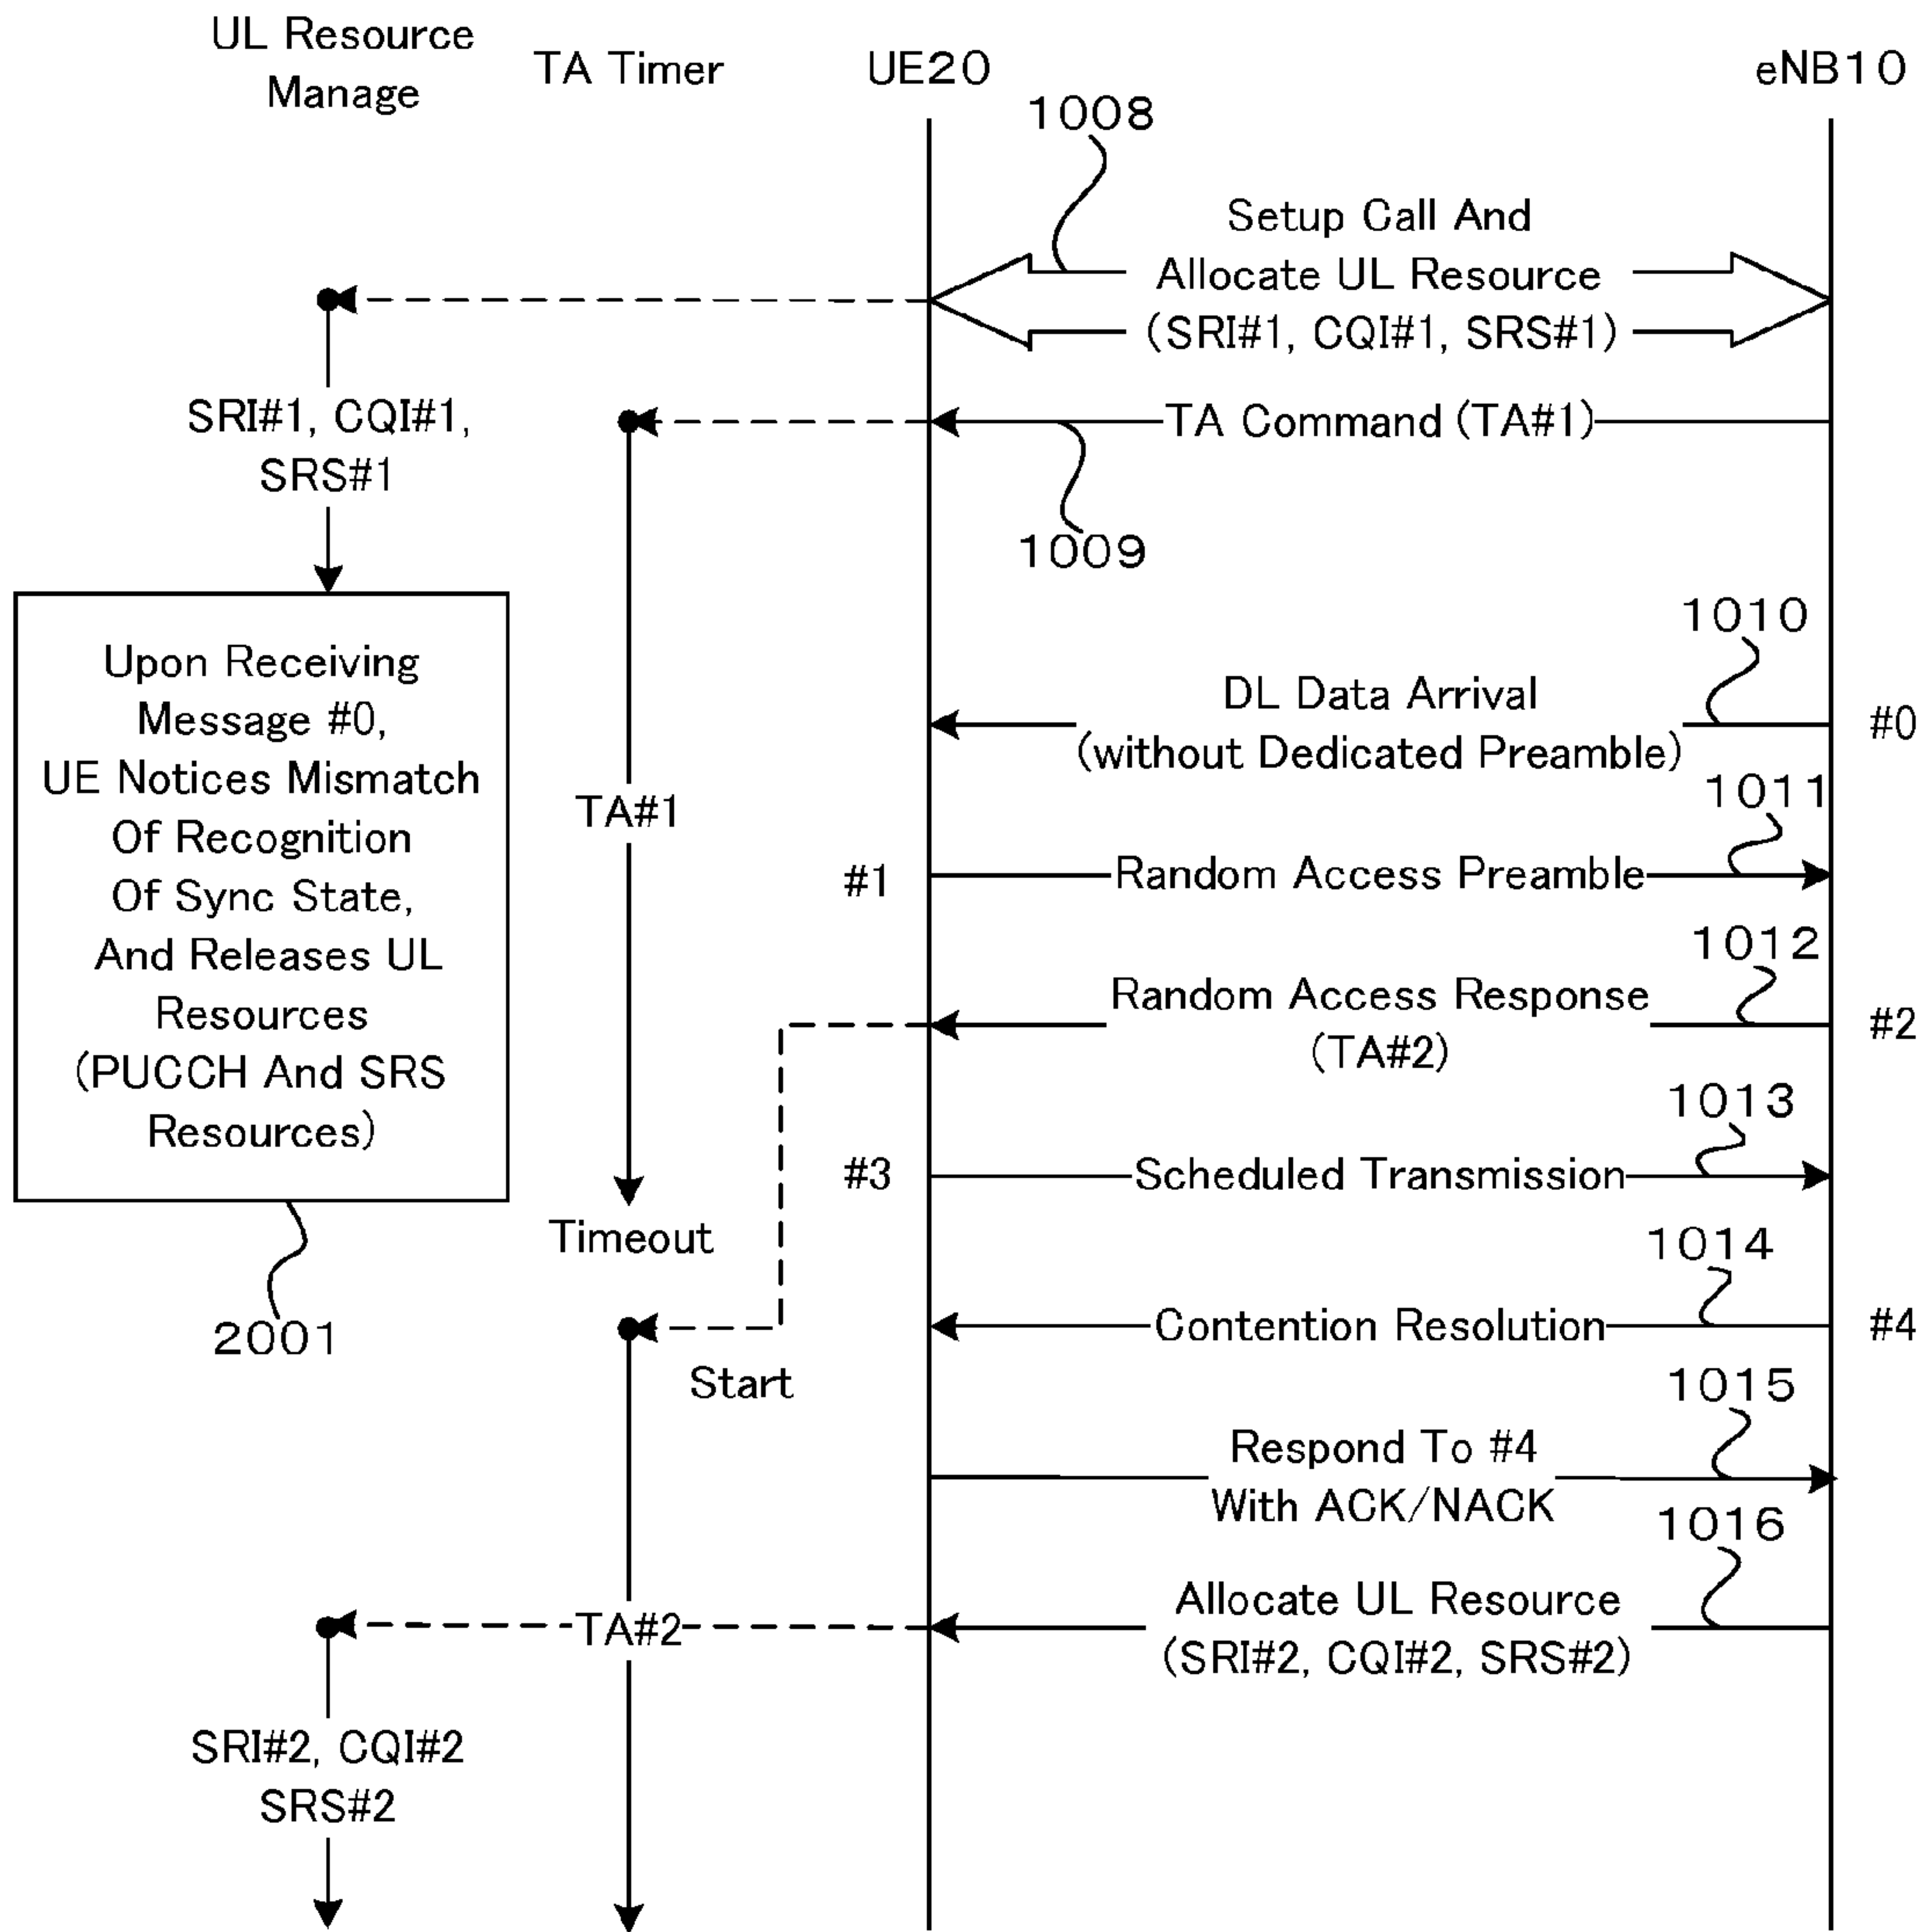 UL Resource
Manage
TA Timer
UE20
eNB10
1008
Setup Call And
Allocate UL Resource
(SRI#1, CQI#1, SRS#1)
SRI#1, CQI#1,
SRS#1
TA Command (TA#1)
1009
1010
Upon Receiving
Message #0,
UE Notices Mismatch
Of Recognition
Of Sync State,
And Releases UL
Resources
(PUCCH And SRS
Resources)
DL Data Arrival
(without Dedicated Preamble)
#0
TA#1
1011
#1
Random Access Preamble
1012
Random Access Response
(TA#2)
#2
1013
#3
Scheduled Transmission
Timeout
1014
2001
Contention Resolution
#4
Start
1015
Respond To #4
With ACK/NACK
1016
TA#2
Allocate UL Resource
(SRI#2, CQI#2, SRS#2)
SRI#2, CQI#2
SRS#2